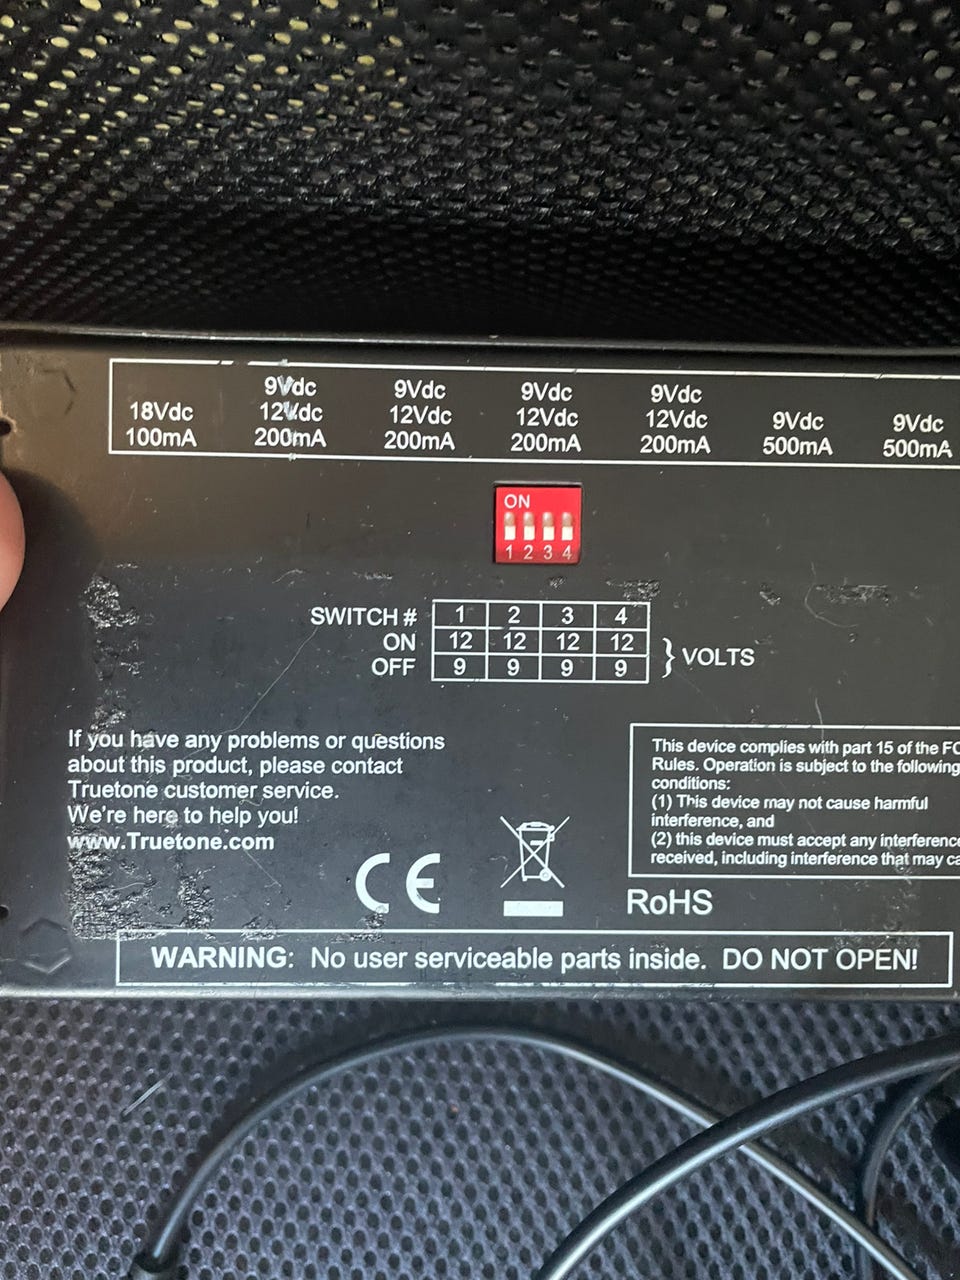 18Vdc
100mA
9Vdc
12Vdc
200mA
9Vdc
12Vdc
200mA
9Vdc
12Vdc
200mA
9Vdc
12Vdc
200mA
9Vdc
500mA
9Vdc
500mA
ON
1 2 3 4
SWITCH # 1 2 3 4
ON 12 12 12 12
OFF 9 9 9 9
} VOLTS
If you have any problems or questions
about this product, please contact
Truetone customer service.
We're here to help you!
www.Truetone.com
This device complies with part 15 of the FC
Rules. Operation is subject to the following
conditions:
(1) This device may not cause harmful
interference, and
(2) this device must accept any interference
received, including interference that may ca
CE
RoHS
WARNING: No user serviceable parts inside. DO NOT OPEN!